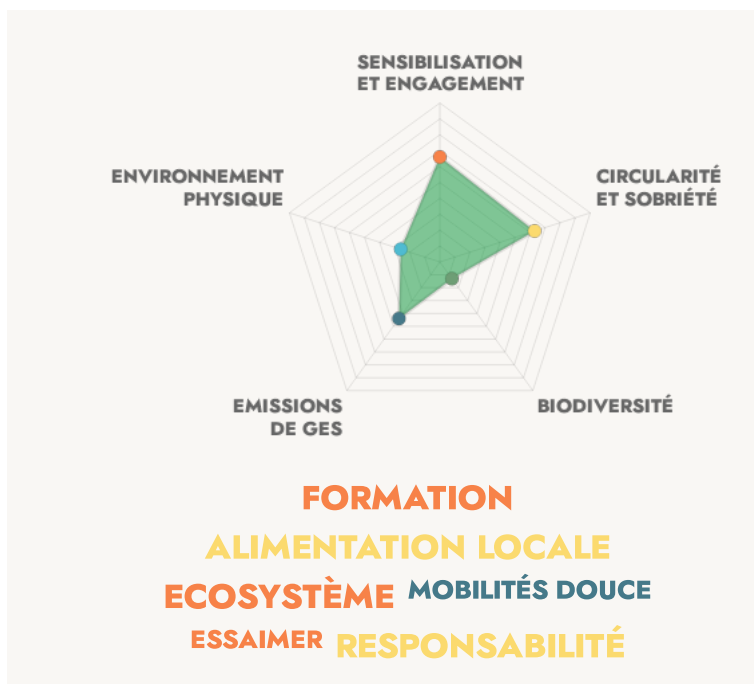 SENSIBILISATION
ET ENGAGEMENT
ENVIRONNEMENT
PHYSIQUE
CIRCULARITÉ
ET SOBRIÉTÉ
EMISSIONS
DE GES
BIODIVERSITÉ
FORMATION
ALIMENTATION LOCALE
ECOSYSTÈME MOBILITÉS DOUCE
ESSAIMER RESPONSABILITÉ